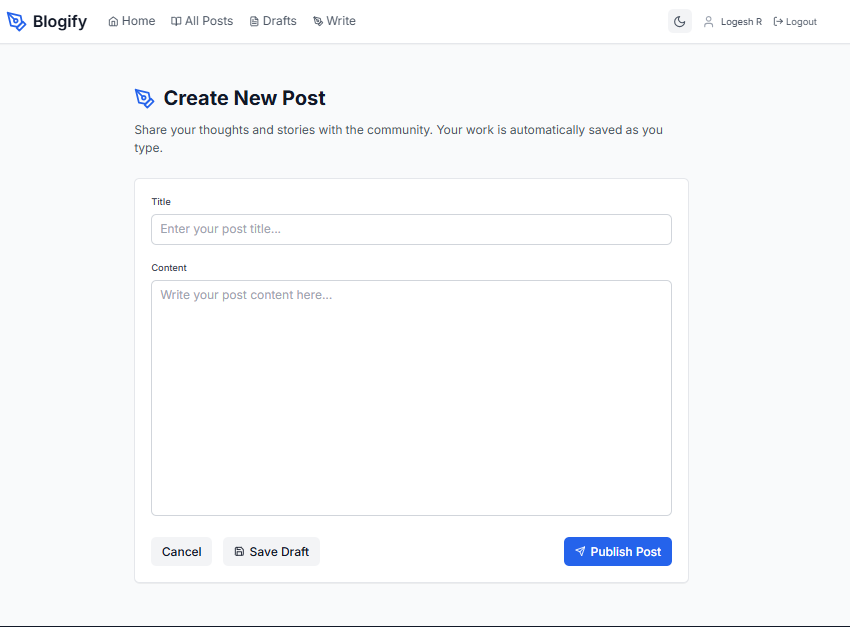 Blogify Home All Posts Drafts Write Logesh R Logout
Create New Post
Share your thoughts and stories with the community. Your work is automatically saved as you
type.
Title
Enter your post title...
Content
Write your post content here...
Cancel Save Draft Publish Post